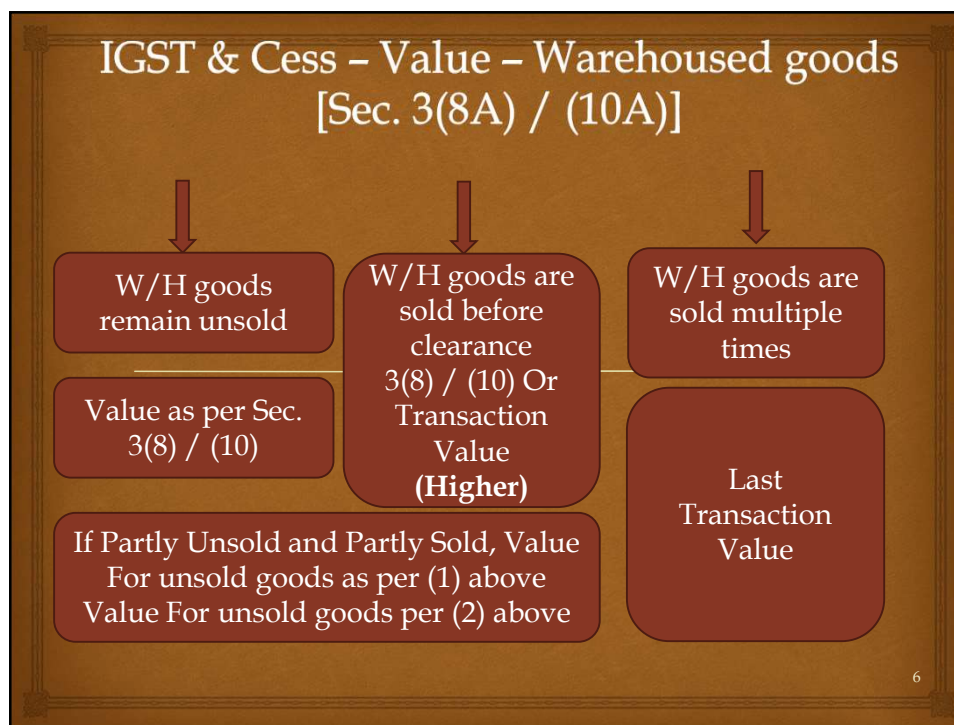 IGST & Cess – Value – Warehoused goods
[Sec. 3(8A) / (10A)]
W/H goods
remain unsold
Value as per Sec.
3(8) / (10)
W/H goods are
sold before
clearance
3(8) / (10) Or
Transaction
Value
(Higher)
W/H goods are
sold multiple
times
Last
Transaction
Value
If Partly Unsold and Partly Sold, Value
For unsold goods as per (1) above
Value For unsold goods per (2) above
6